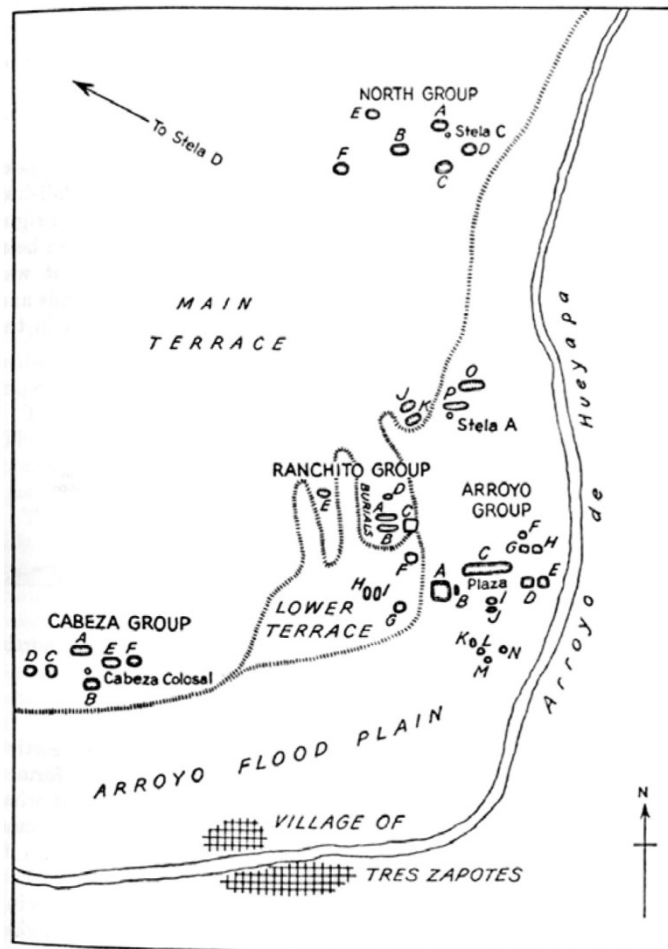 To Stela D
NORTH GROUP
E
A
Stela C
B
D
F
C
MAIN
TERRACE
Arroyo de Hueyapa
O
J
P
K
Stela A
RANCHITO GROUP
D
E
BURIALS
A
C
B
F
ARROYO
GROUP
F
G
H
C
Plaza
A
B
D
E
I
J
H
I
G
LOWER
TERRACE
K
L
N
M
CABEZA GROUP
A
D
C
E
F
Cabeza Colosal
B
ARROYO FLOOD PLAIN
VILLAGE OF
TRES ZAPOTES
N